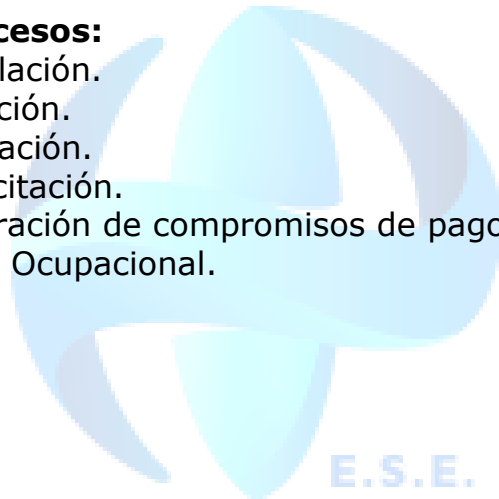 cesos:
lación.
ción.
ación.
citación.
ración de compromisos de pago
Ocupacional.
E.S.E.